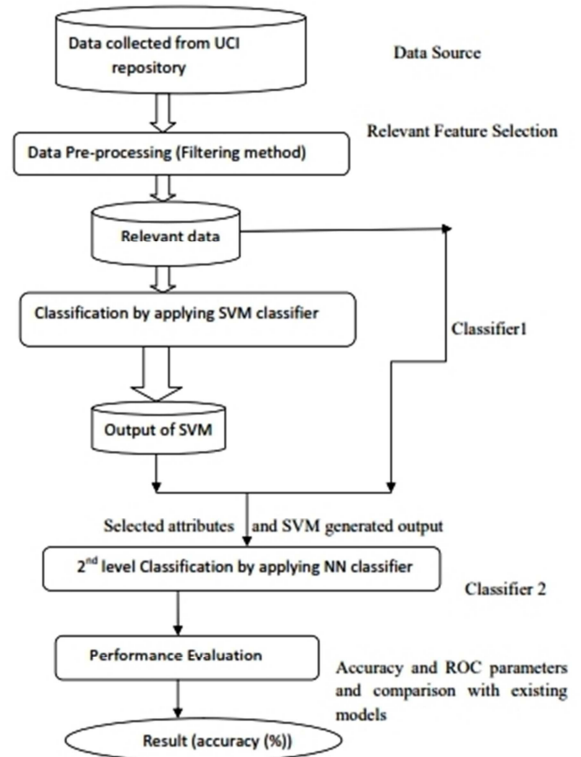 Data collected from UCI
repository
Data Source
Relevant Feature Selection
Data Pre-processing (Filtering method)
Relevant data
Classification by applying SVM classifier
Classifier1
Output of SVM
Selected attributes and SVM generated output
2nd level Classification by applying NN classifier
Classifier 2
Performance Evaluation
Accuracy and ROC parameters
and comparison with existing
models
Result (accuracy (%))